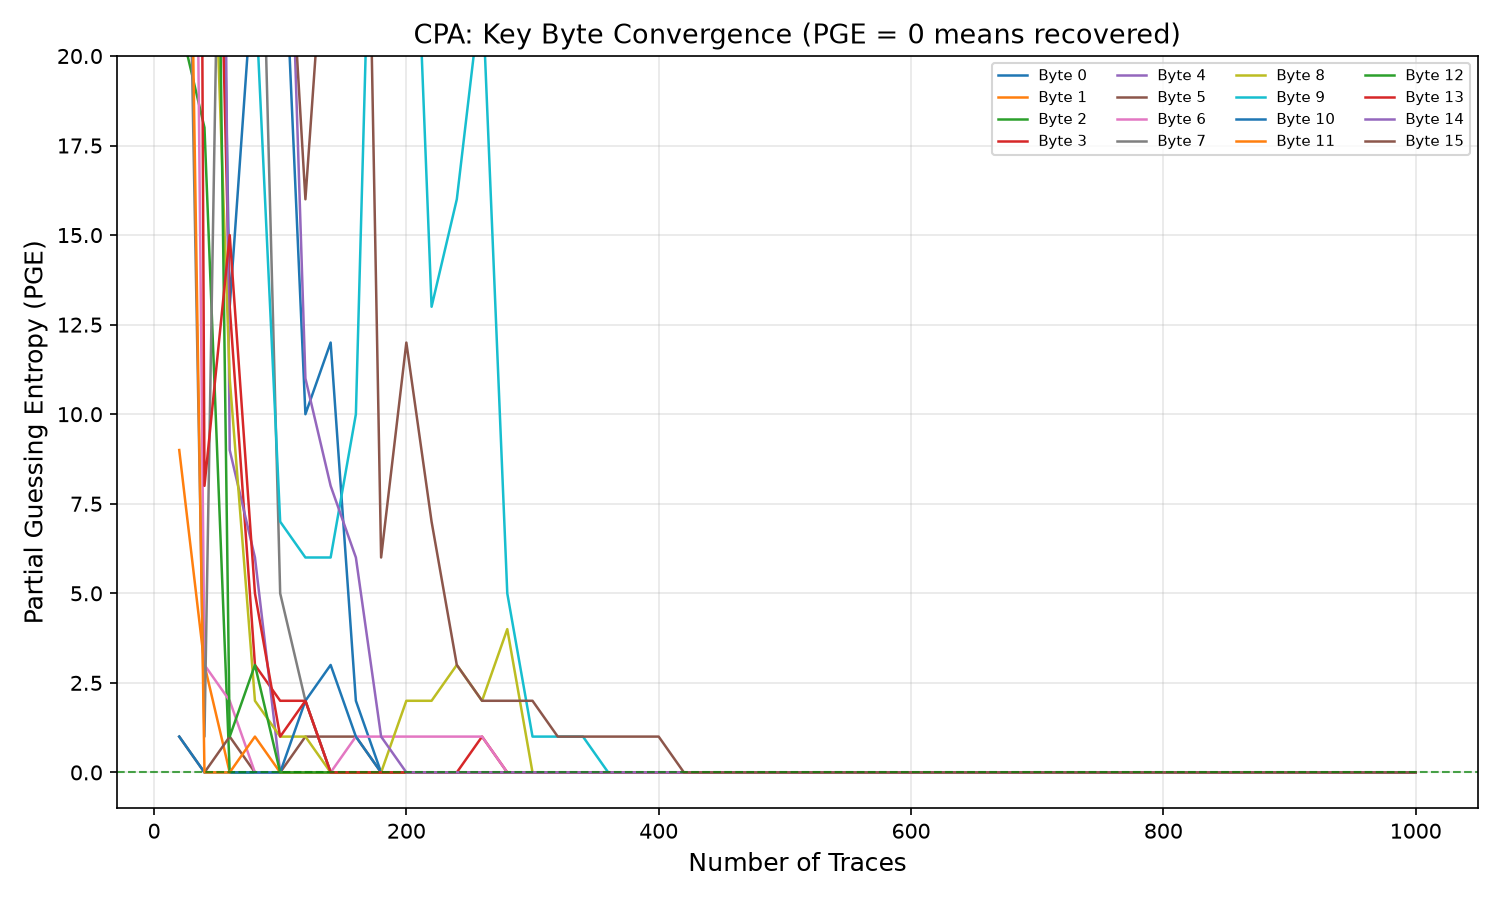 CPA: Key Byte Convergence (PGE = 0 means recovered)
Partial Guessing Entropy (PGE)
20.0
17.5
15.0
12.5
10.0
7.5
5.0
2.5
0.0
Byte 0 Byte 4 Byte 8 Byte 12
Byte 1 Byte 5 Byte 9 Byte 13
Byte 2 Byte 6 Byte 10 Byte 14
Byte 3 Byte 7 Byte 11 Byte 15
0 200 400 600 800 1000
Number of Traces